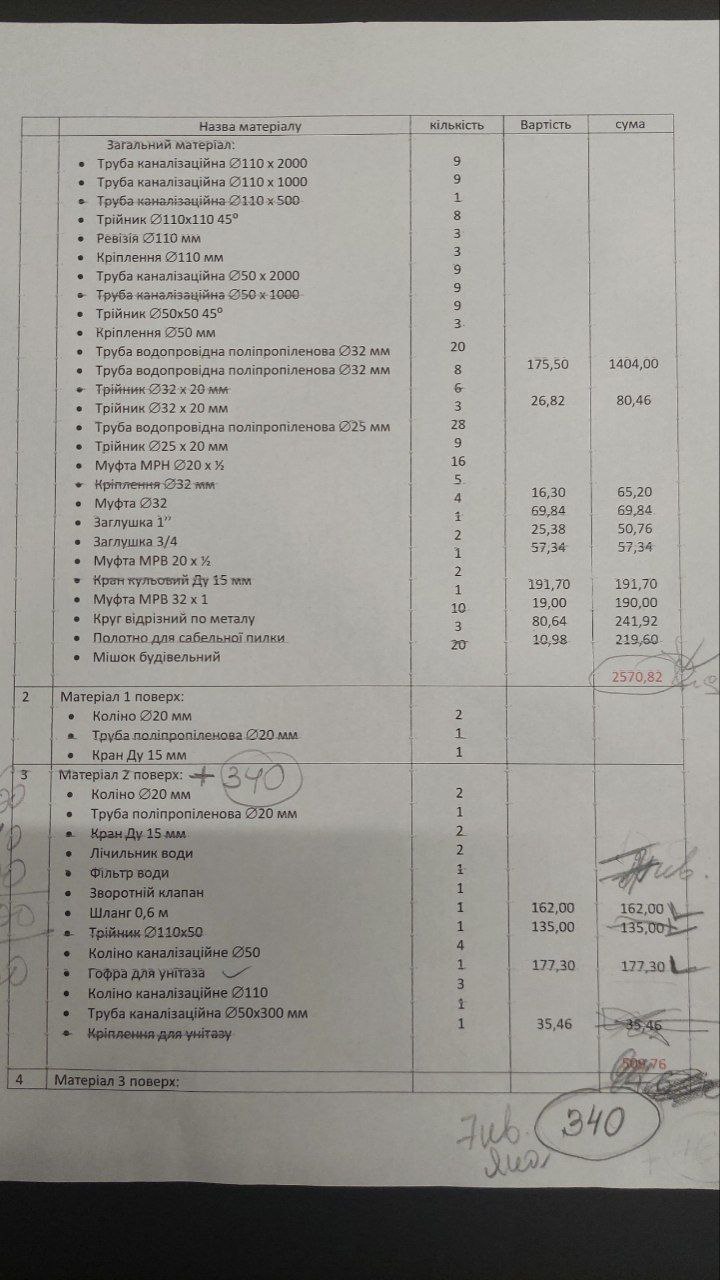 Назва матеріалу кількість Вартість сума
Загальний матеріал:
• Труба каналізаційна ∅110 х 2000 9
• Труба каналізаційна ∅110 х 1000 9
• Труба каналізаційна ∅110 х 500 1
• Трійник ∅110х110 45⁰ 8
• Ревізія ∅110 мм 3
• Кріплення ∅110 мм 3
• Труба каналізаційна ∅50 х 2000 9
• Труба каналізаційна ∅50 х 1000 9
• Трійник ∅50х50 45⁰ 9
• Кріплення ∅50 мм 3
• Труба водопровідна поліпропіленова ∅32 мм 20
• Труба водопровідна поліпропіленова ∅32 мм 8 175,50 1404,00
• Трійник ∅32 х 20 мм 6
• Трійник ∅32 х 20 мм 3 26,82 80,46
• Труба водопровідна поліпропіленова ∅25 мм 28
• Трійник ∅25 х 20 мм 9
• Муфта МРН ∅20 х ½ 16
• Кріплення ∅32 мм 5
• Муфта ∅32 4 16,30 65,20
• Заглушка 1’’ 1 69,84 69,84
• Заглушка 3/4 2 25,38 50,76
• Муфта МРВ 20 х ½ 1 57,34 57,34
• Кран кульовий Ду 15 мм 2
• Муфта МРВ 32 х 1 1 191,70 191,70
• Круг відрізний по металу 10 19,00 190,00
• Полотно для сабельної пилки 3 80,64 241,92
• Мішок будівельний 20 10,98 219,60
2570,82
2 Матеріал 1 поверх:
• Коліно ∅20 мм 2
• Труба поліпропіленова ∅20 мм 1
• Кран Ду 15 мм 1
3 Матеріал 2 поверх: + 340
• Коліно ∅20 мм 2
• Труба поліпропіленова ∅20 мм 1
• Кран Ду 15 мм 2
• Лічильник води 2
• Фільтр води 1
• Зворотній клапан 1
• Шланг 0,6 м 1 162,00 162,00
• Трійник ∅110х50 1 135,00 135,00
• Коліно каналізаційне ∅50 4
• Гофра для унітаза 1 177,30 177,30
• Коліно каналізаційне ∅110 3
• Труба каналізаційна ∅50х300 мм 1
• Кріплення для унітазу 1 35,46 35,46
509,76
4 Матеріал 3 поверх:
7 кв. 340